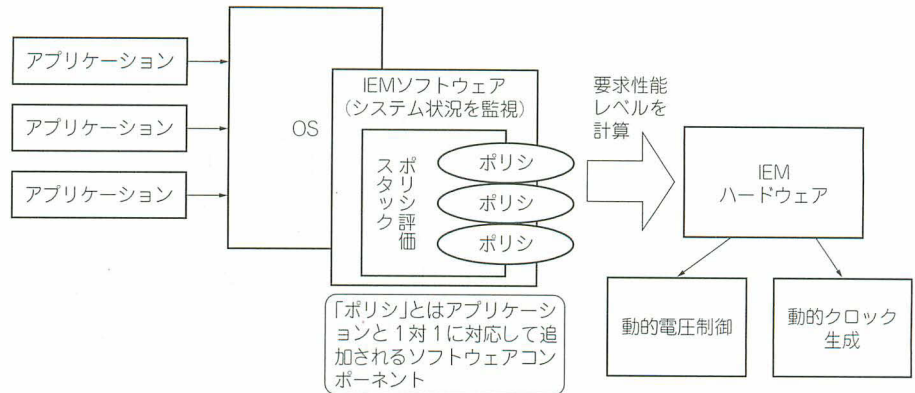 アプリケーション
アプリケーション
アプリケーション
OS
IEMソフトウェア
(システム状況を監視)
ポリシ評価
スタック
ポリシ
ポリシ
ポリシ
「ポリシ」とはアプリケーシ
ョンと1対1に対応して追
加されるソフトウェアコン
ポーネント
要求性能
レベルを
計算
IEM
ハードウェア
動的電圧制御
動的クロック
生成